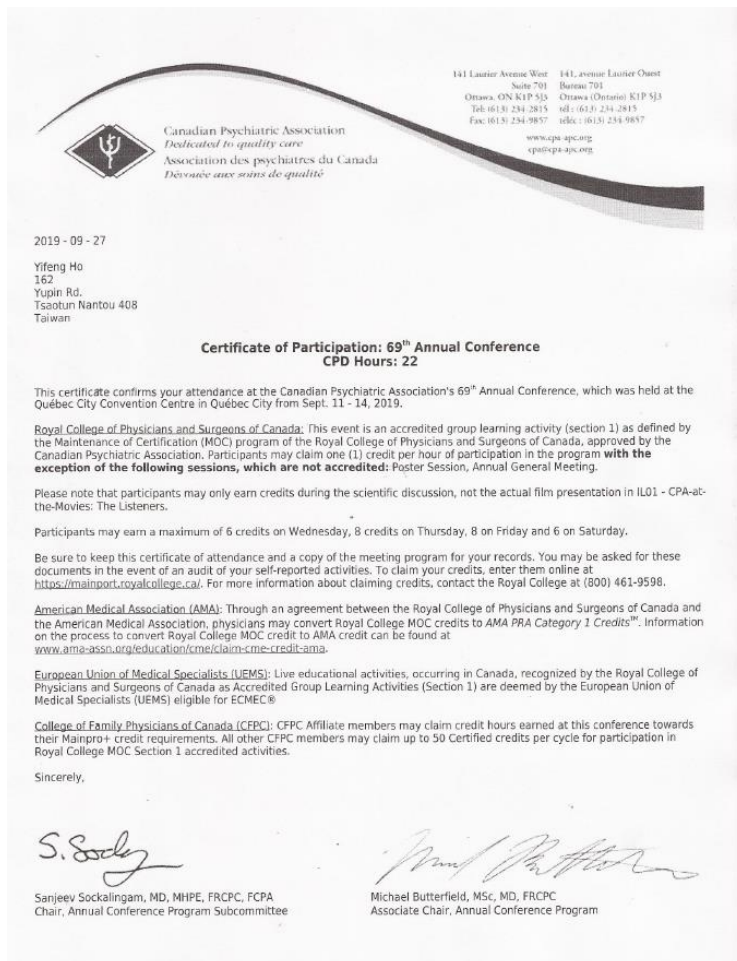 141 Laurier Avenue West
Suite 701
Ottawa, ON K1P 5J3
Tel: (613) 234-2815
Fax: (613) 234-9857
141, avenue Laurier Ouest
Bureau 701
Ottawa (Ontario) K1P 5J3
tél : (613) 234-2815
téléc : (613) 234-9857
www.cpa-apc.org
cpa@cpa-apc.org
Canadian Psychiatric Association
Dedicated to quality care
Association des psychiatres du Canada
Dévouée aux soins de qualité
2019 - 09 - 27
Yifeng Ho
162
Yupin Rd.
Tsaotun Nantou 408
Taiwan
Certificate of Participation: 69th Annual Conference
CPD Hours: 22
This certificate confirms your attendance at the Canadian Psychiatric Association's 69th Annual Conference, which was held at the
Québec City Convention Centre in Québec City from Sept. 11 - 14, 2019.
Royal College of Physicians and Surgeons of Canada: This event is an accredited group learning activity (section 1) as defined by
the Maintenance of Certification (MOC) program of the Royal College of Physicians and Surgeons of Canada, approved by the
Canadian Psychiatric Association. Participants may claim one (1) credit per hour of participation in the program with the
exception of the following sessions, which are not accredited: Poster Session, Annual General Meeting.
Please note that participants may only earn credits during the scientific discussion, not the actual film presentation in IL01 - CPA-at-
the-Movies: The Listeners.
Participants may earn a maximum of 6 credits on Wednesday, 8 credits on Thursday, 8 on Friday and 6 on Saturday.
Be sure to keep this certificate of attendance and a copy of the meeting program for your records. You may be asked for these
documents in the event of an audit of your self-reported activities. To claim your credits, enter them online at
https://mainport.royalcollege.ca/. For more information about claiming credits, contact the Royal College at (800) 461-9598.
American Medical Association (AMA): Through an agreement between the Royal College of Physicians and Surgeons of Canada and
the American Medical Association, physicians may convert Royal College MOC credits to AMA PRA Category 1 Credits℠. Information
on the process to convert Royal College MOC credit to AMA credit can be found at
www.ama-assn.org/education/cme/claim-cme-credit-ama.
European Union of Medical Specialists (UEMS): Live educational activities, occurring in Canada, recognized by the Royal College of
Physicians and Surgeons of Canada as Accredited Group Learning Activities (Section 1) are deemed by the European Union of
Medical Specialists (UEMS) eligible for ECMEC®
College of Family Physicians of Canada (CFPC): CFPC Affiliate members may claim credit hours earned at this conference towards
their Mainpro+ credit requirements. All other CFPC members may claim up to 50 Certified credits per cycle for participation in
Royal College MOC Section 1 accredited activities.
Sincerely,
Sanjeev Sockalingam, MD, MHPE, FRCPC, FCPA
Chair, Annual Conference Program Subcommittee
Michael Butterfield, MSc, MD, FRCPC
Associate Chair, Annual Conference Program